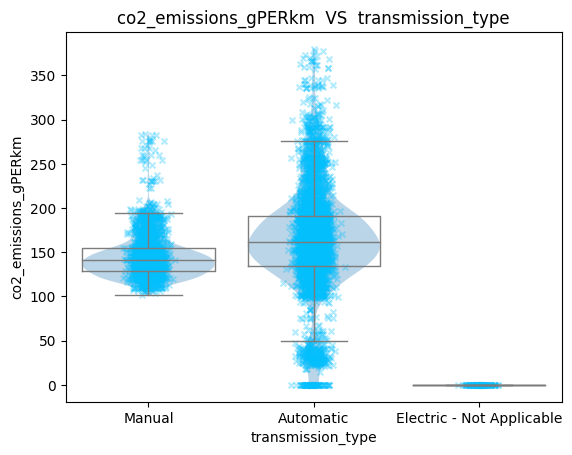 co2_emissions_gPERkm  VS  transmission_type
co2_emissions_gPERkm
350
300
250
200
150
100
50
0
Manual
Automatic
Electric - Not Applicable
transmission_type